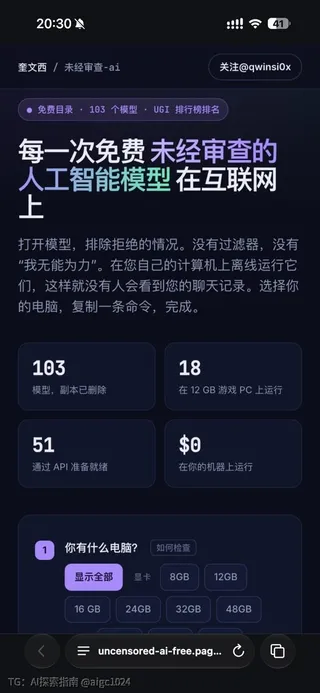 20:30
41
奎文西 / 未经审查-ai
关注@qwinsi0x
免费目录 · 103 个模型 · UGI 排行榜排名
每一次免费 未经审查的
人工智能模型 在互联网
上
打开模型，排除拒绝的情况。没有过滤器，没有
“我无能为力”。在您自己的计算机上离线运行它
们，这样就没有人会看到您的聊天记录。选择你
的电脑，复制一条命令，完成。
103
模型，副本已删除
18
在 12 GB 游戏 PC 上运行
51
通过 API 准备就绪
$0
在你的机器上运行
1
你有什么电脑？
如何检查
显示全部
显卡
8GB
12GB
16 GB
24GB
32GB
48GB
uncensored-ai-free.pag...
TG：AI探索指南 @aigc1024